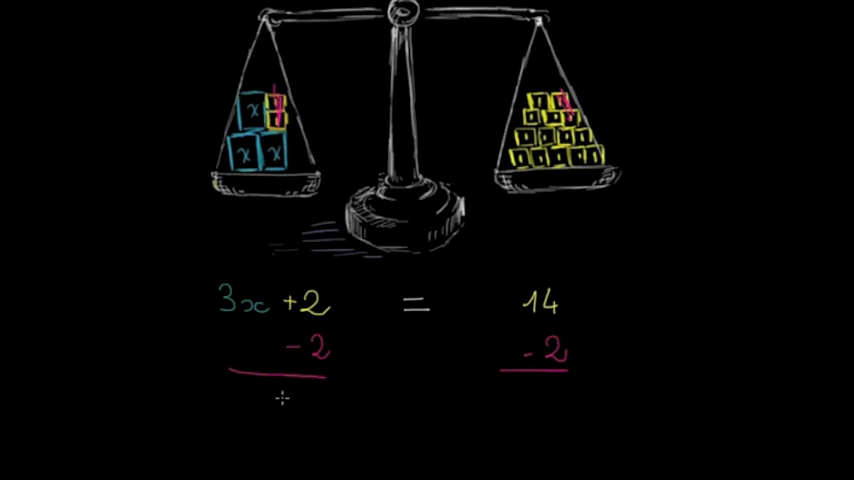 x
x x
3x + 2 = 14
- 2 - 2